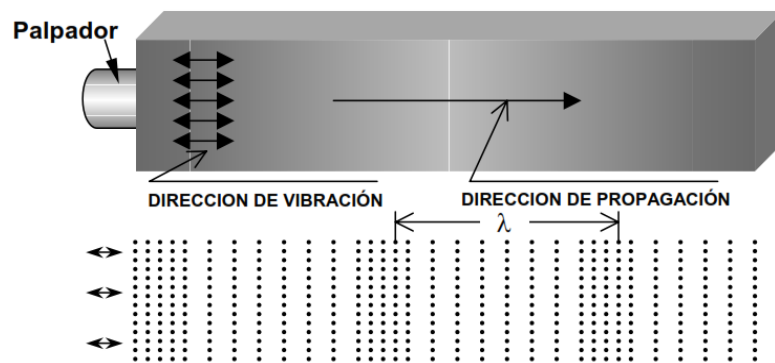 Palpador
DIRECCION DE VIBRACIÓN
DIRECCION DE PROPAGACIÓN
λ